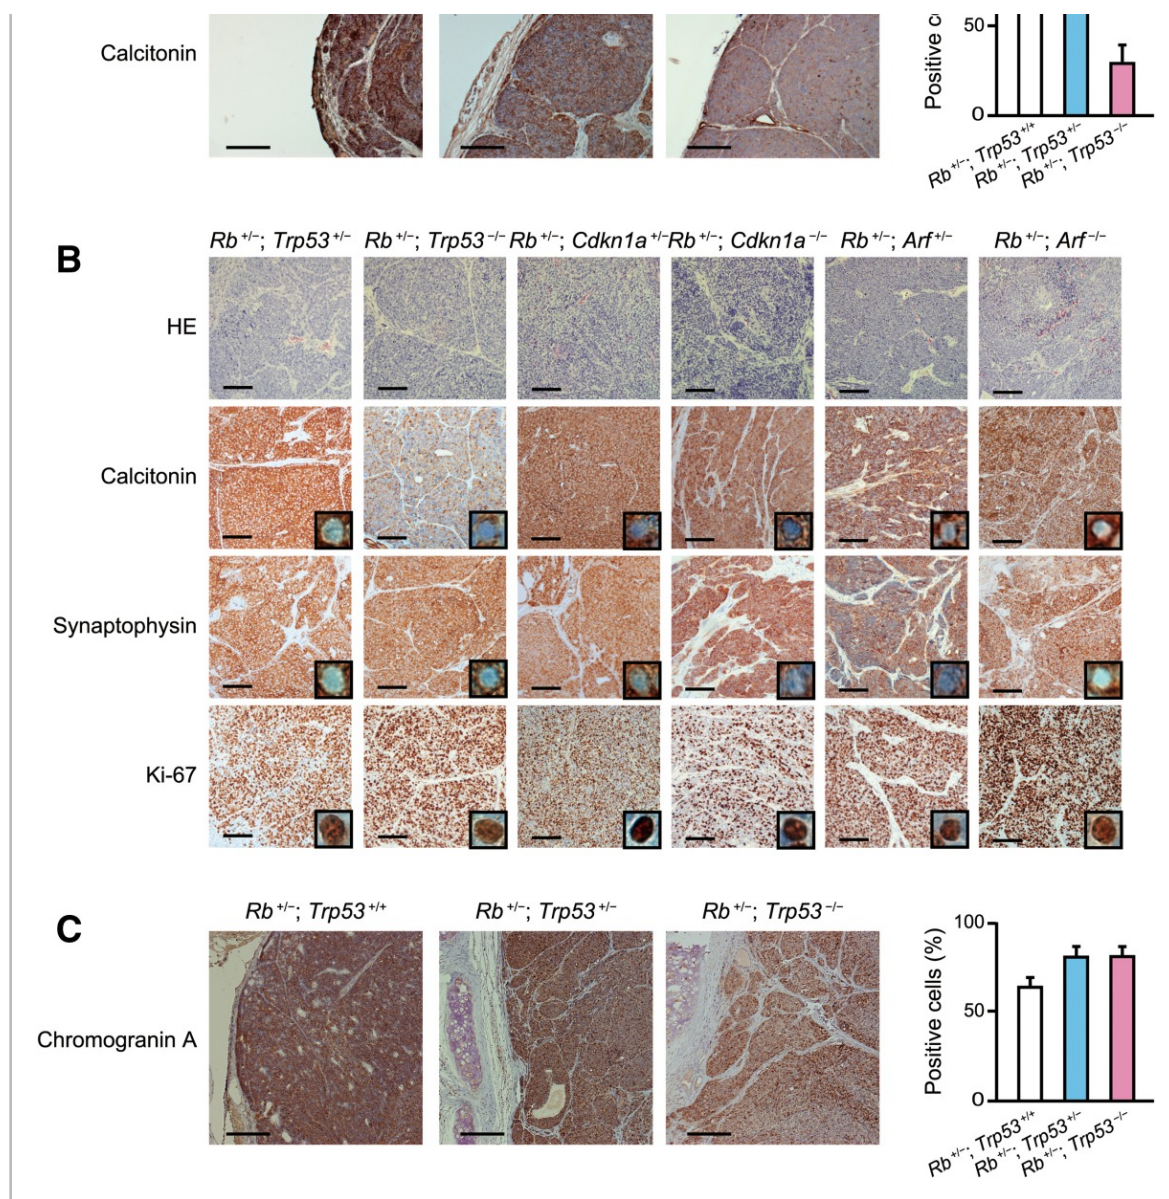 Calcitonin
Positive c
50
0
Rb+/−; Trp53+/+
Rb+/−; Trp53+/−
Rb+/−; Trp53−/−
B
Rb+/−; Trp53+/− Rb+/−; Trp53−/− Rb+/−; Cdkn1a+/− Rb+/−; Cdkn1a−/− Rb+/−; Arf+/− Rb+/−; Arf−/−
HE
Calcitonin
Synaptophysin
Ki-67
C
Rb+/−; Trp53+/+ Rb+/−; Trp53+/− Rb+/−; Trp53−/−
Chromogranin A
Positive cells (%)
100
50
0
Rb+/−; Trp53+/+
Rb+/−; Trp53+/−
Rb+/−; Trp53−/−